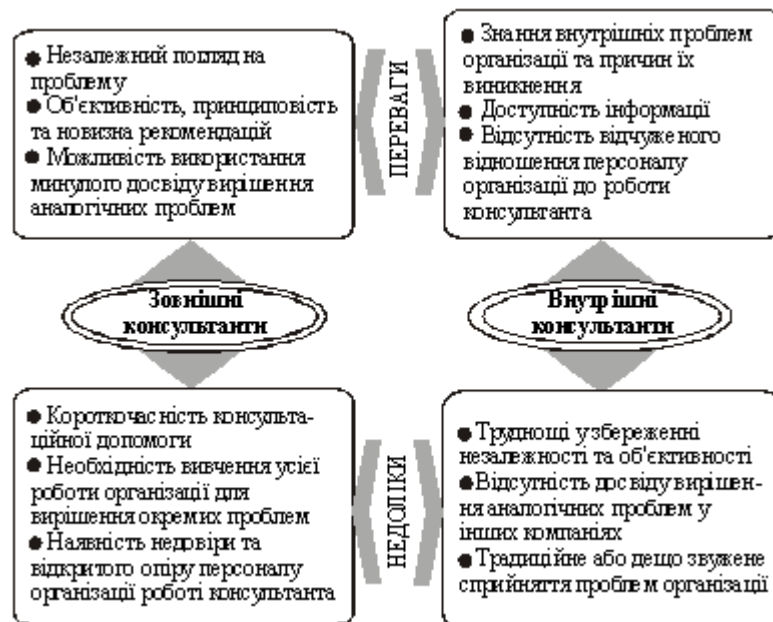 ● Незалежний погляд на
проблему
● Об'єктивність, принциповість
та новизна рекомендацій
● Можливість використання
минулого досвіду вирішення
аналогічних проблем
ПЕРЕВАГИ
● Знання внутрішніх проблем
організації та причин їх
виникнення
● Доступність інформації
● Відсутність відчуженого
відношення персоналу
організації до роботи
консультанта
Зовнішні
консультанти
Внутрішні
консультанти
● Короткочасність консульта-
ційної допомоги
● Необхідність вивчення усієї
роботи організації для
вирішення окремих проблем
● Наявність недовіри та
відкритого опіру персоналу
організації роботі консультанта
НЕДОЛІКИ
● Труднощі у збереженні
незалежності та об'єктивності
● Відсутність досвіду вирішен-
ня аналогічних проблем у
інших компаніях
● Традиційне або дещо звужене
сприйняття проблем організації